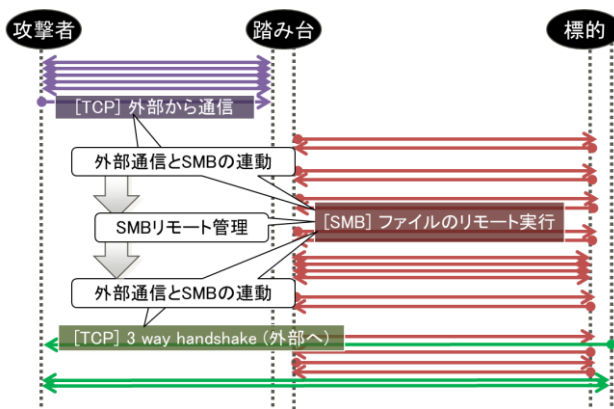 攻撃者
踏み台
標的
[TCP] 外部から通信
外部通信とSMBの連動
SMBリモート管理
[SMB] ファイルのリモート実行
外部通信とSMBの連動
[TCP] 3 way handshake (外部へ)